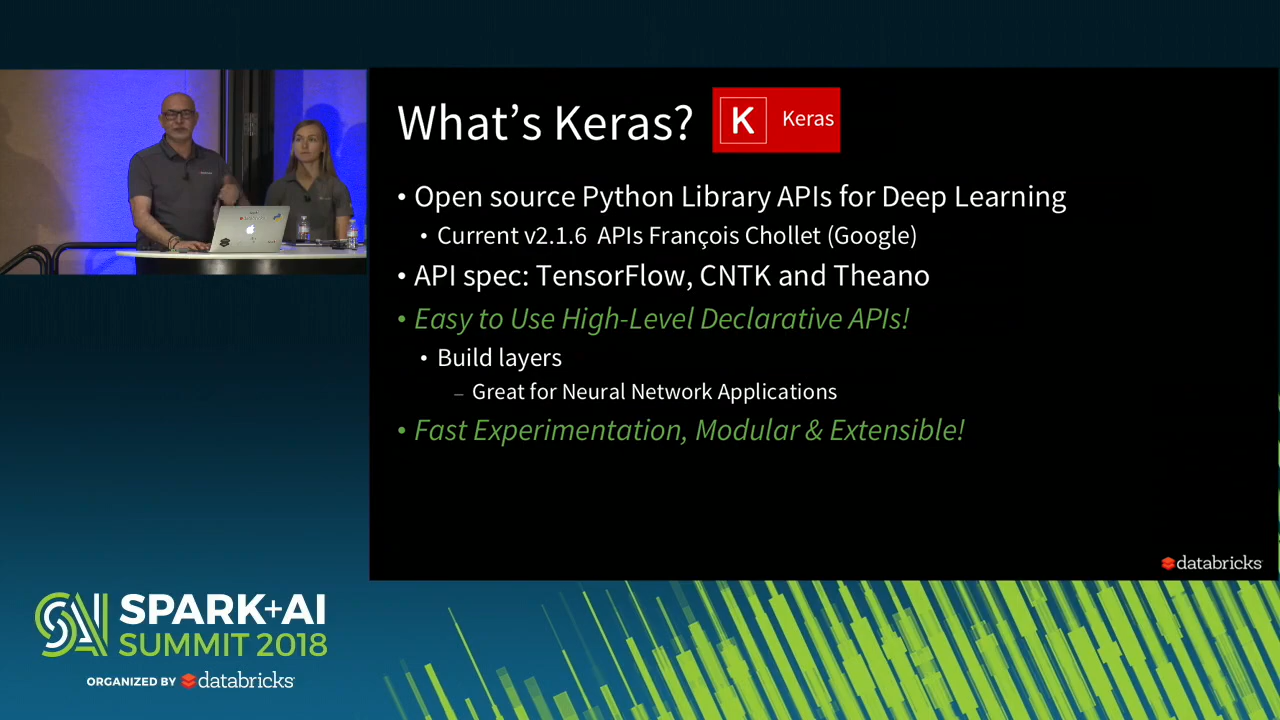 What's Keras?
K Keras
• Open source Python Library APIs for Deep Learning
• Current v2.1.6 APIs François Chollet (Google)
• API spec: TensorFlow, CNTK and Theano
• Easy to Use High-Level Declarative APIs!
• Build layers
– Great for Neural Network Applications
• Fast Experimentation, Modular & Extensible!
databricks
SAI SPARK+AI
SUMMIT 2018
ORGANIZED BY databricks